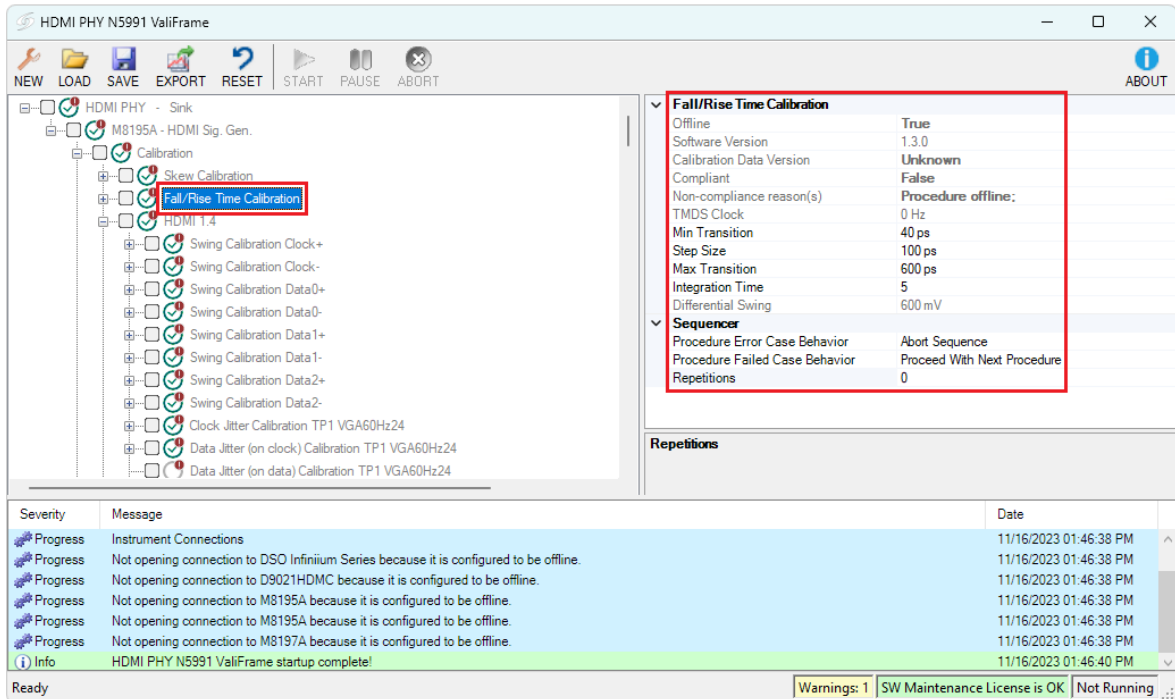 HDMI PHY N5991 ValiFrame
NEW LOAD SAVE EXPORT RESET START PAUSE ABORT ABOUT
HDMI PHY - Sink
M8195A - HDMI Sig. Gen.
Calibration
Skew Calibration
Fall/Rise Time Calibration
HDMI 1.4
Swing Calibration Clock+
Swing Calibration Clock-
Swing Calibration Data0+
Swing Calibration Data0-
Swing Calibration Data1+
Swing Calibration Data1-
Swing Calibration Data2+
Swing Calibration Data2-
Clock Jitter Calibration TP1 VGA60Hz24
Data Jitter (on clock) Calibration TP1 VGA60Hz24
Data Jitter (on data) Calibration TP1 VGA60Hz24
Fall/Rise Time Calibration
Offline True
Software Version 1.3.0
Calibration Data Version Unknown
Compliant False
Non-compliance reason(s) Procedure offline;
TMDS Clock 0 Hz
Min Transition 40 ps
Step Size 100 ps
Max Transition 600 ps
Integration Time 5
Differential Swing 600 mV
Sequencer
Procedure Error Case Behavior Abort Sequence
Procedure Failed Case Behavior Proceed With Next Procedure
Repetitions 0
Repetitions
Severity Message Date
Progress Instrument Connections 11/16/2023 01:46:38 PM
Progress Not opening connection to DSO Infiniium Series because it is configured to be offline. 11/16/2023 01:46:38 PM
Progress Not opening connection to D9021HDMC because it is configured to be offline. 11/16/2023 01:46:38 PM
Progress Not opening connection to M8195A because it is configured to be offline. 11/16/2023 01:46:38 PM
Progress Not opening connection to M8195A because it is configured to be offline. 11/16/2023 01:46:38 PM
Progress Not opening connection to M8197A because it is configured to be offline. 11/16/2023 01:46:38 PM
Info HDMI PHY N5991 ValiFrame startup complete! 11/16/2023 01:46:40 PM
Ready Warnings: 1 SW Maintenance License is OK Not Running